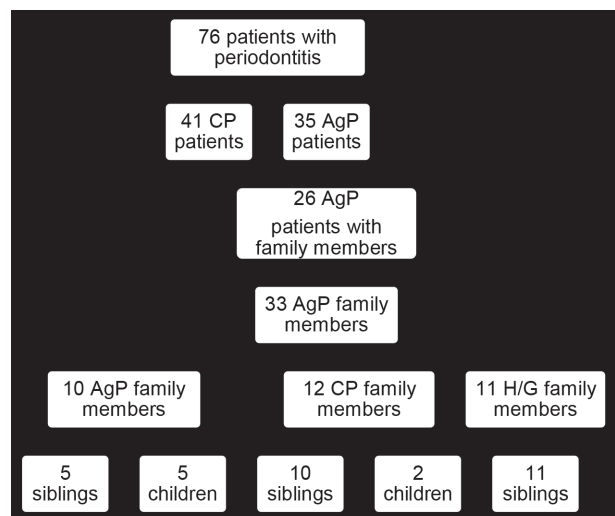 76 patients with
periodontitis
41 CP
patients
35 AgP
patients
26 AgP
patients with
family members
33 AgP family
members
10 AgP family
members
12 CP family
members
11 H/G family
members
5
siblings
5
children
10
siblings
2
children
11
siblings